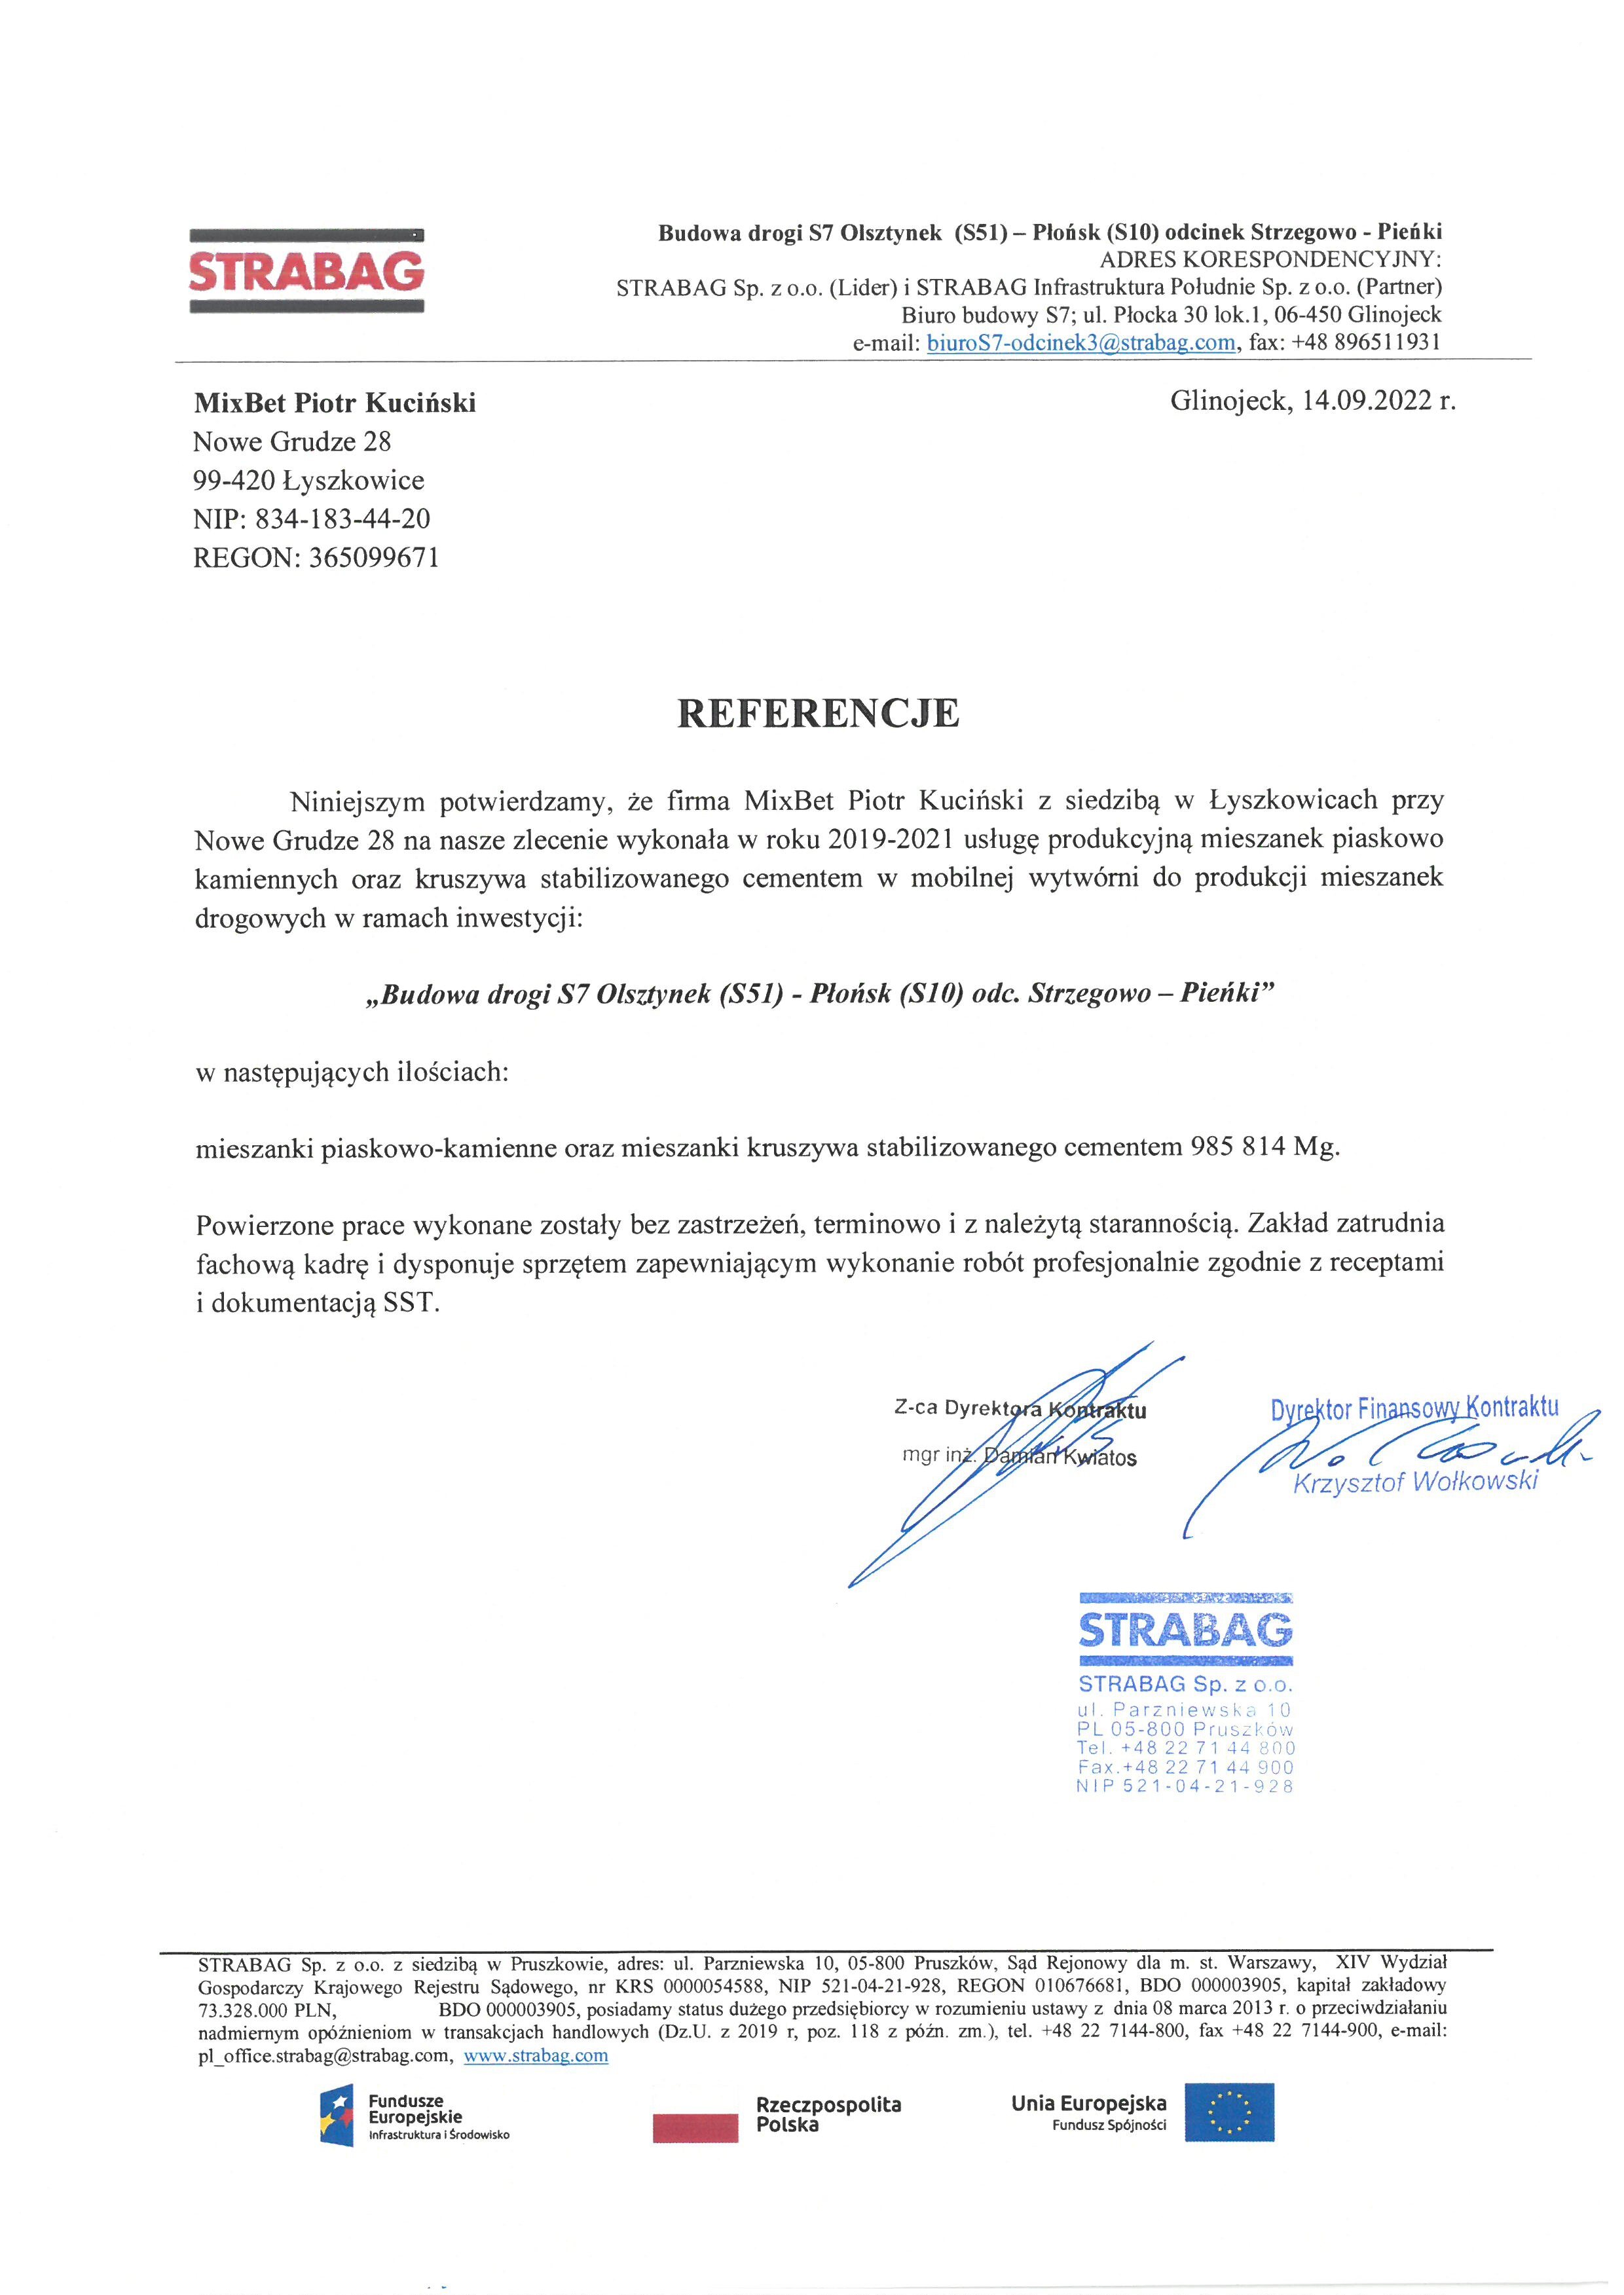 STRABAG
Budowa drogi S7 Olsztynek (S51) – Płońsk (S10) odcinek Strzegowo - Pieńki
ADRES KORESPONDENCYJNY:
STRABAG Sp. z o.o. (Lider) i STRABAG Infrastruktura Południe Sp. z o.o. (Partner)
Biuro budowy S7; ul. Płocka 30 lok.1, 06-450 Glinojeck
e-mail: biuroS7-odcinek3@strabag.com, fax: +48 896511931
MixBet Piotr Kuciński
Glinojeck, 14.09.2022 r.
Nowe Grudze 28
99-420 Łyszkowice
NIP: 834-183-44-20
REGON: 365099671
REFERENCJE
Niniejszym potwierdzamy, że firma MixBet Piotr Kuciński z siedzibą w Łyszkowicach przy
Nowe Grudze 28 na nasze zlecenie wykonała w roku 2019-2021 usługę produkcyjną mieszanek piaskowo
kamiennych oraz kruszywa stabilizowanego cementem w mobilnej wytwórni do produkcji mieszanek
drogowych w ramach inwestycji:
„Budowa drogi S7 Olsztynek (S51) - Płońsk (S10) odc. Strzegowo – Pieńki”
w następujących ilościach:
mieszanki piaskowo-kamienne oraz mieszanki kruszywa stabilizowanego cementem 985 814 Mg.
Powierzone prace wykonane zostały bez zastrzeżeń, terminowo i z należytą starannością. Zakład zatrudnia
fachową kadrę i dysponuje sprzętem zapewniającym wykonanie robót profesjonalnie zgodnie z receptami
i dokumentacją SST.
Z-ca Dyrektora Kontraktu
mgr inż. Damian Kwiatos
Dyrektor Finansowy Kontraktu
Krzysztof Wołkowski
STRABAG
STRABAG Sp. z o.o.
ul. Parzniewska 10
PL 05-800 Pruszków
Tel. +48 22 71 44 800
Fax.+48 22 71 44 900
NIP 521-04-21-928
STRABAG Sp. z o.o. z siedzibą w Pruszkowie, adres: ul. Parzniewska 10, 05-800 Pruszków, Sąd Rejonowy dla m. st. Warszawy, XIV Wydział
Gospodarczy Krajowego Rejestru Sądowego, nr KRS 0000054588, NIP 521-04-21-928, REGON 010676681, BDO 000003905, kapitał zakładowy
73.328.000 PLN, BDO 000003905, posiadamy status dużego przedsiębiorcy w rozumieniu ustawy z dnia 08 marca 2013 r. o przeciwdziałaniu
nadmiernym opóźnieniom w transakcjach handlowych (Dz.U. z 2019 r, poz. 118 z późn. zm.), tel. +48 22 7144-800, fax +48 22 7144-900, e-mail:
pl_office.strabag@strabag.com, www.strabag.com
Fundusze
Europejskie
Infrastruktura i Środowisko
Rzeczpospolita
Polska
Unia Europejska
Fundusz Spójności